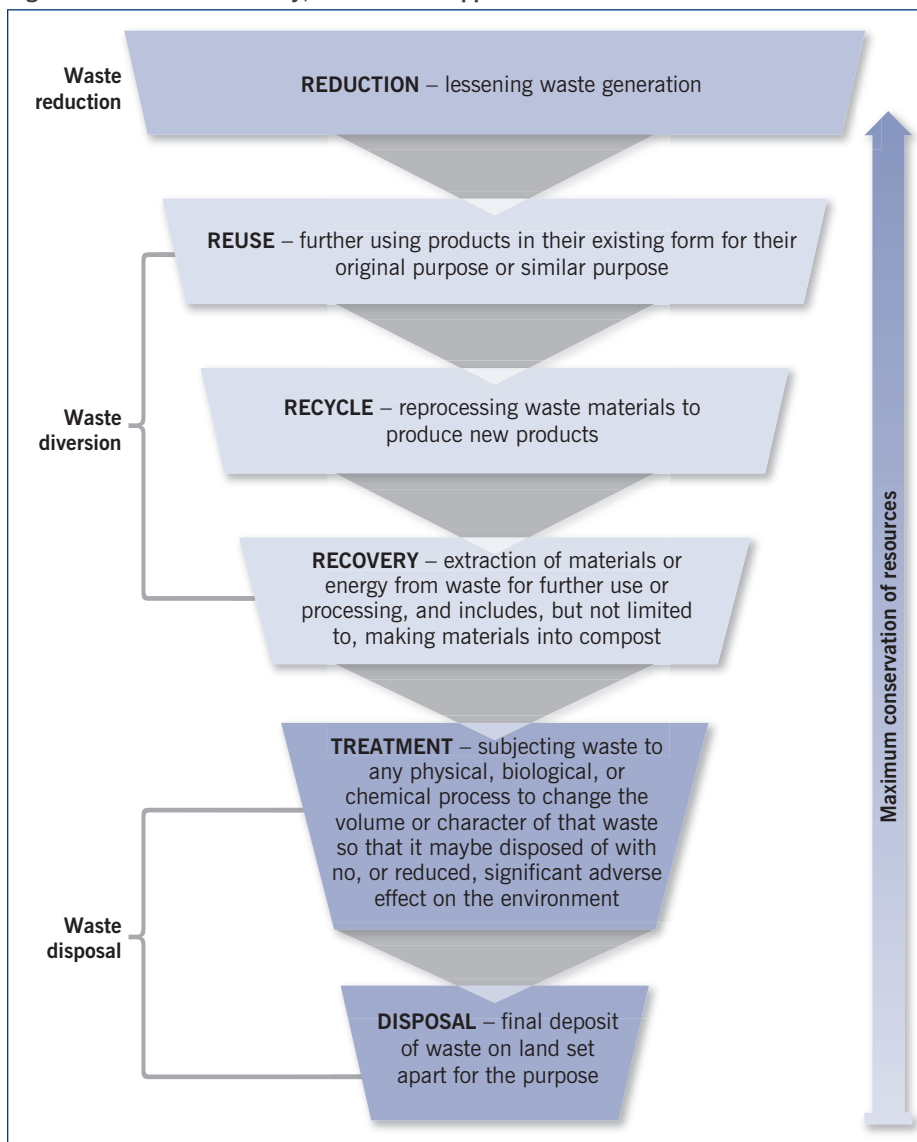 Waste
reduction
REDUCTION – lessening waste generation
REUSE – further using products in their existing form for their
original purpose or similar purpose
Waste
diversion
RECYCLE – reprocessing waste materials to
produce new products
RECOVERY – extraction of materials or
energy from waste for further use or
processing, and includes, but not limited
to, making materials into compost
TREATMENT – subjecting waste to
any physical, biological, or
chemical process to change the
volume or character of that waste
so that it maybe disposed of with
no, or reduced, significant adverse
effect on the environment
Waste
disposal
DISPOSAL – final deposit
of waste on land set
apart for the purpose
Maximum conservation of resources